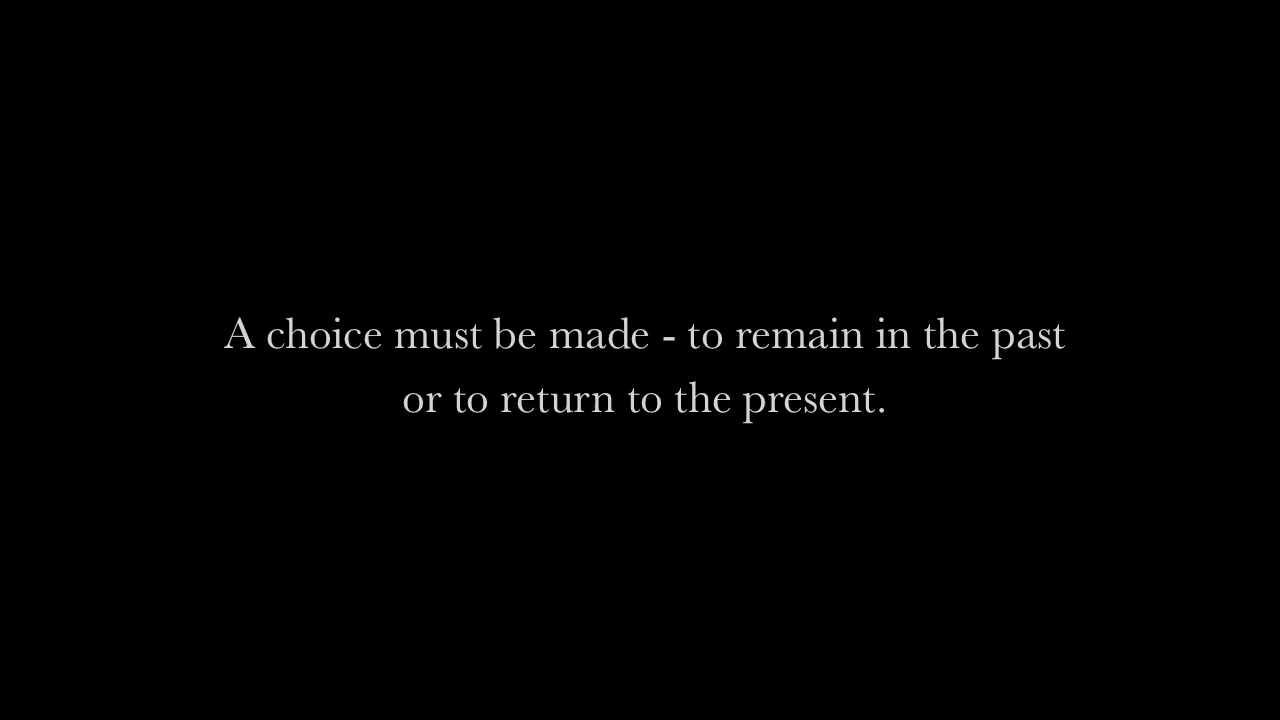 A choice must be made - to remain in the past
or to return to the present.